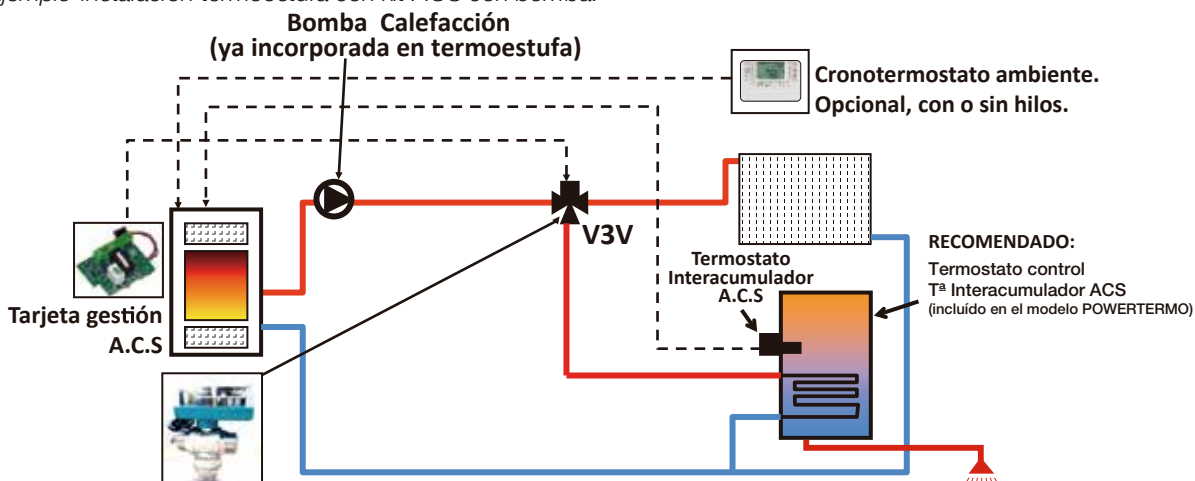 Bomba Calefacción
(ya incorporada en termoestufa)
Cronotermostato ambiente.
Opcional, con o sin hilos.
V3V
Termostato
Interacumulador
A.C.S
RECOMENDADO:
Termostato control
Tª Interacumulador ACS
(incluído en el modelo POWERTERMO)
Tarjeta gestión
A.C.S